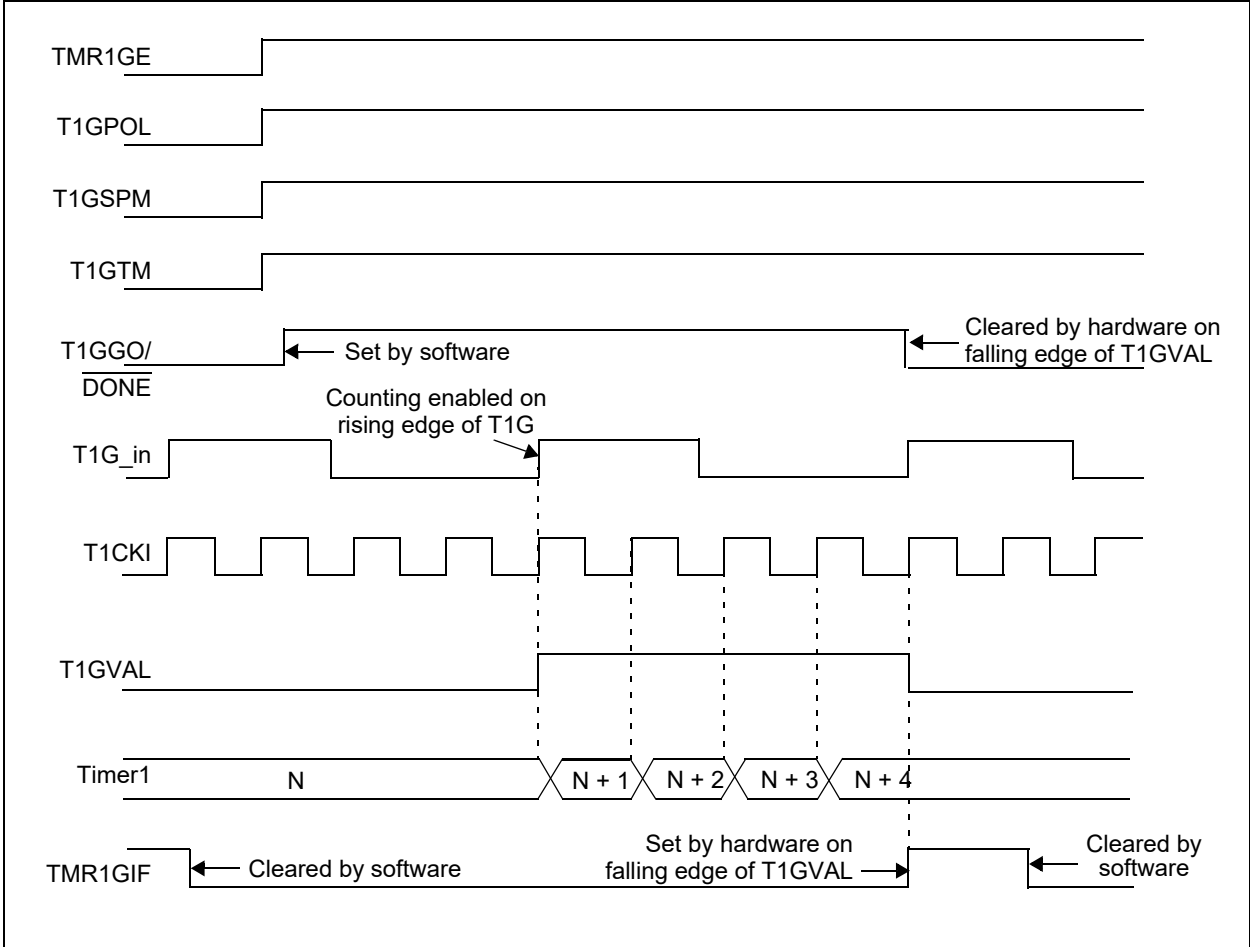 TMR1GE
T1GPOL
T1GSPM
T1GTM
T1GGO/
DONE
Set by software
Cleared by hardware on
falling edge of T1GVAL
Counting enabled on
rising edge of T1G
T1G_in
T1CKI
T1GVAL
Timer1
N
N + 1
N + 2
N + 3
N + 4
TMR1GIF
Cleared by software
Set by hardware on
falling edge of T1GVAL
Cleared by
software